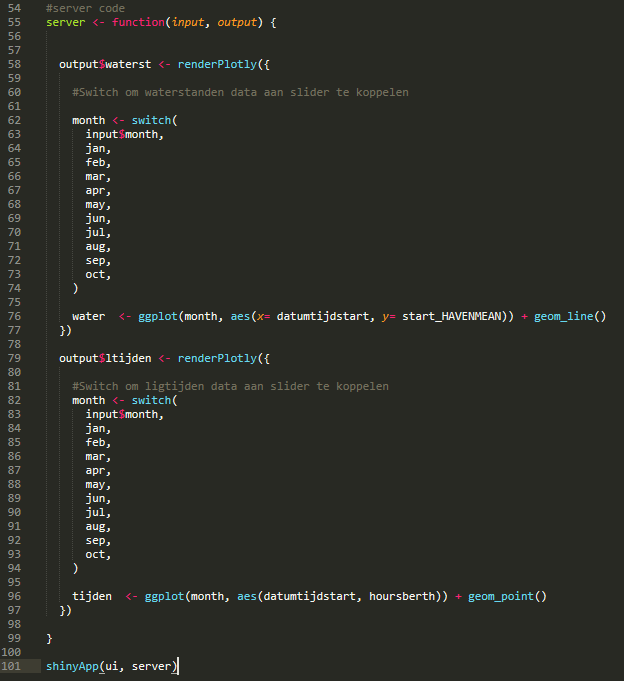 54 #server code
55 server <- function(input, output) {
56
57
58 output$waterst <- renderPlotly({
59
60 #Switch om waterstanden data aan slider te koppelen
61
62 month <- switch(
63 input$month,
64 jan,
65 feb,
66 mar,
67 apr,
68 may,
69 jun,
70 jul,
71 aug,
72 sep,
73 oct,
74 )
75
76 water  <- ggplot(month, aes(x= datumtijdstart, y= start_HAVENMEAN)) + geom_line()
77 })
78
79 output$ltijden <- renderPlotly({
80
81 #Switch om ligtijden data aan slider te koppelen
82 month <- switch(
83 input$month,
84 jan,
85 feb,
86 mar,
87 apr,
88 may,
89 jun,
90 jul,
91 aug,
92 sep,
93 oct,
94 )
95
96 tijden  <- ggplot(month, aes(datumtijdstart, hoursberth)) + geom_point()
97 })
98
99 }
100
101 shinyApp(ui, server)